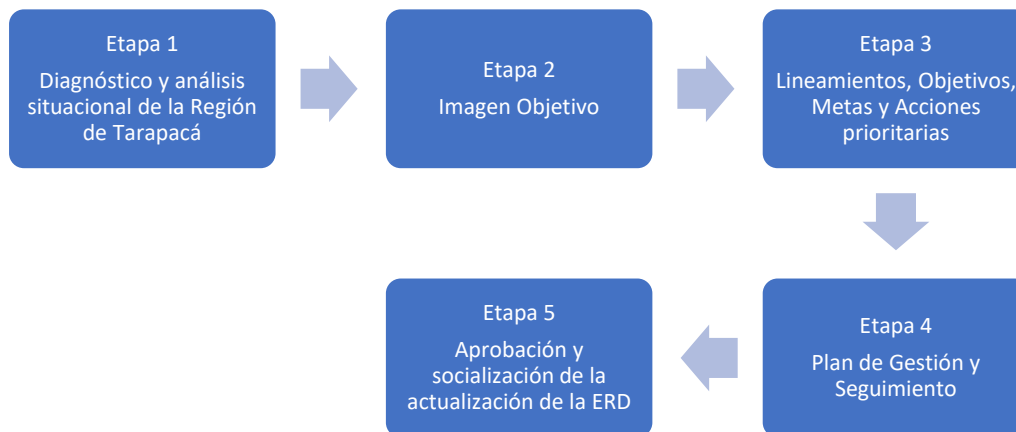 Etapa 1
Diagnóstico y análisis
situacional de la Región
de Tarapacá
Etapa 2
Imagen Objetivo
Etapa 3
Lineamientos, Objetivos,
Metas y Acciones
prioritarias
Etapa 4
Plan de Gestión y
Seguimiento
Etapa 5
Aprobación y
socialización de la
actualización de la ERD